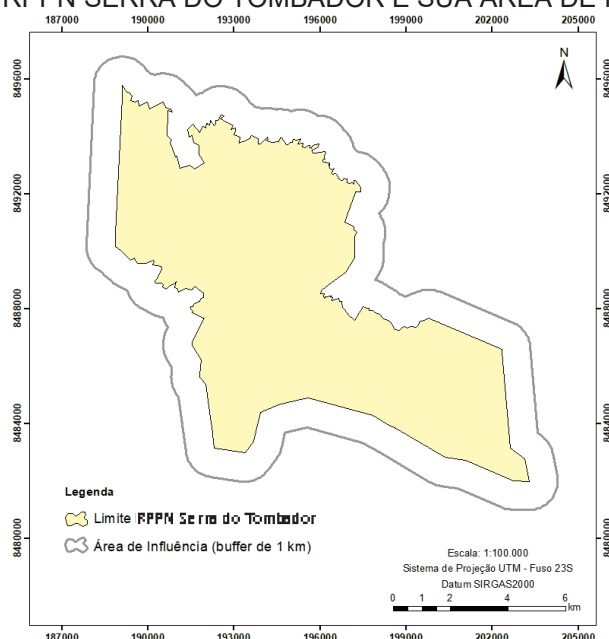 RPPN SERRA DO TOMBADOR E SUA ÁREA DE
187000 190000 193000 196000 199000 202000 205000
N
8496000 8496000
8492000 8492000
8488000 8488000
8484000 8484000
8480000 8480000
Legenda
Limite RPPN Serra do Tombador
Área de Influência (buffer de 1 km)
Escala: 1:100.000
Sistema de Projeção UTM - Fuso 23S
Datum SIRGAS2000
0 1 2 4 6
km
187000 190000 193000 196000 199000 202000 205000